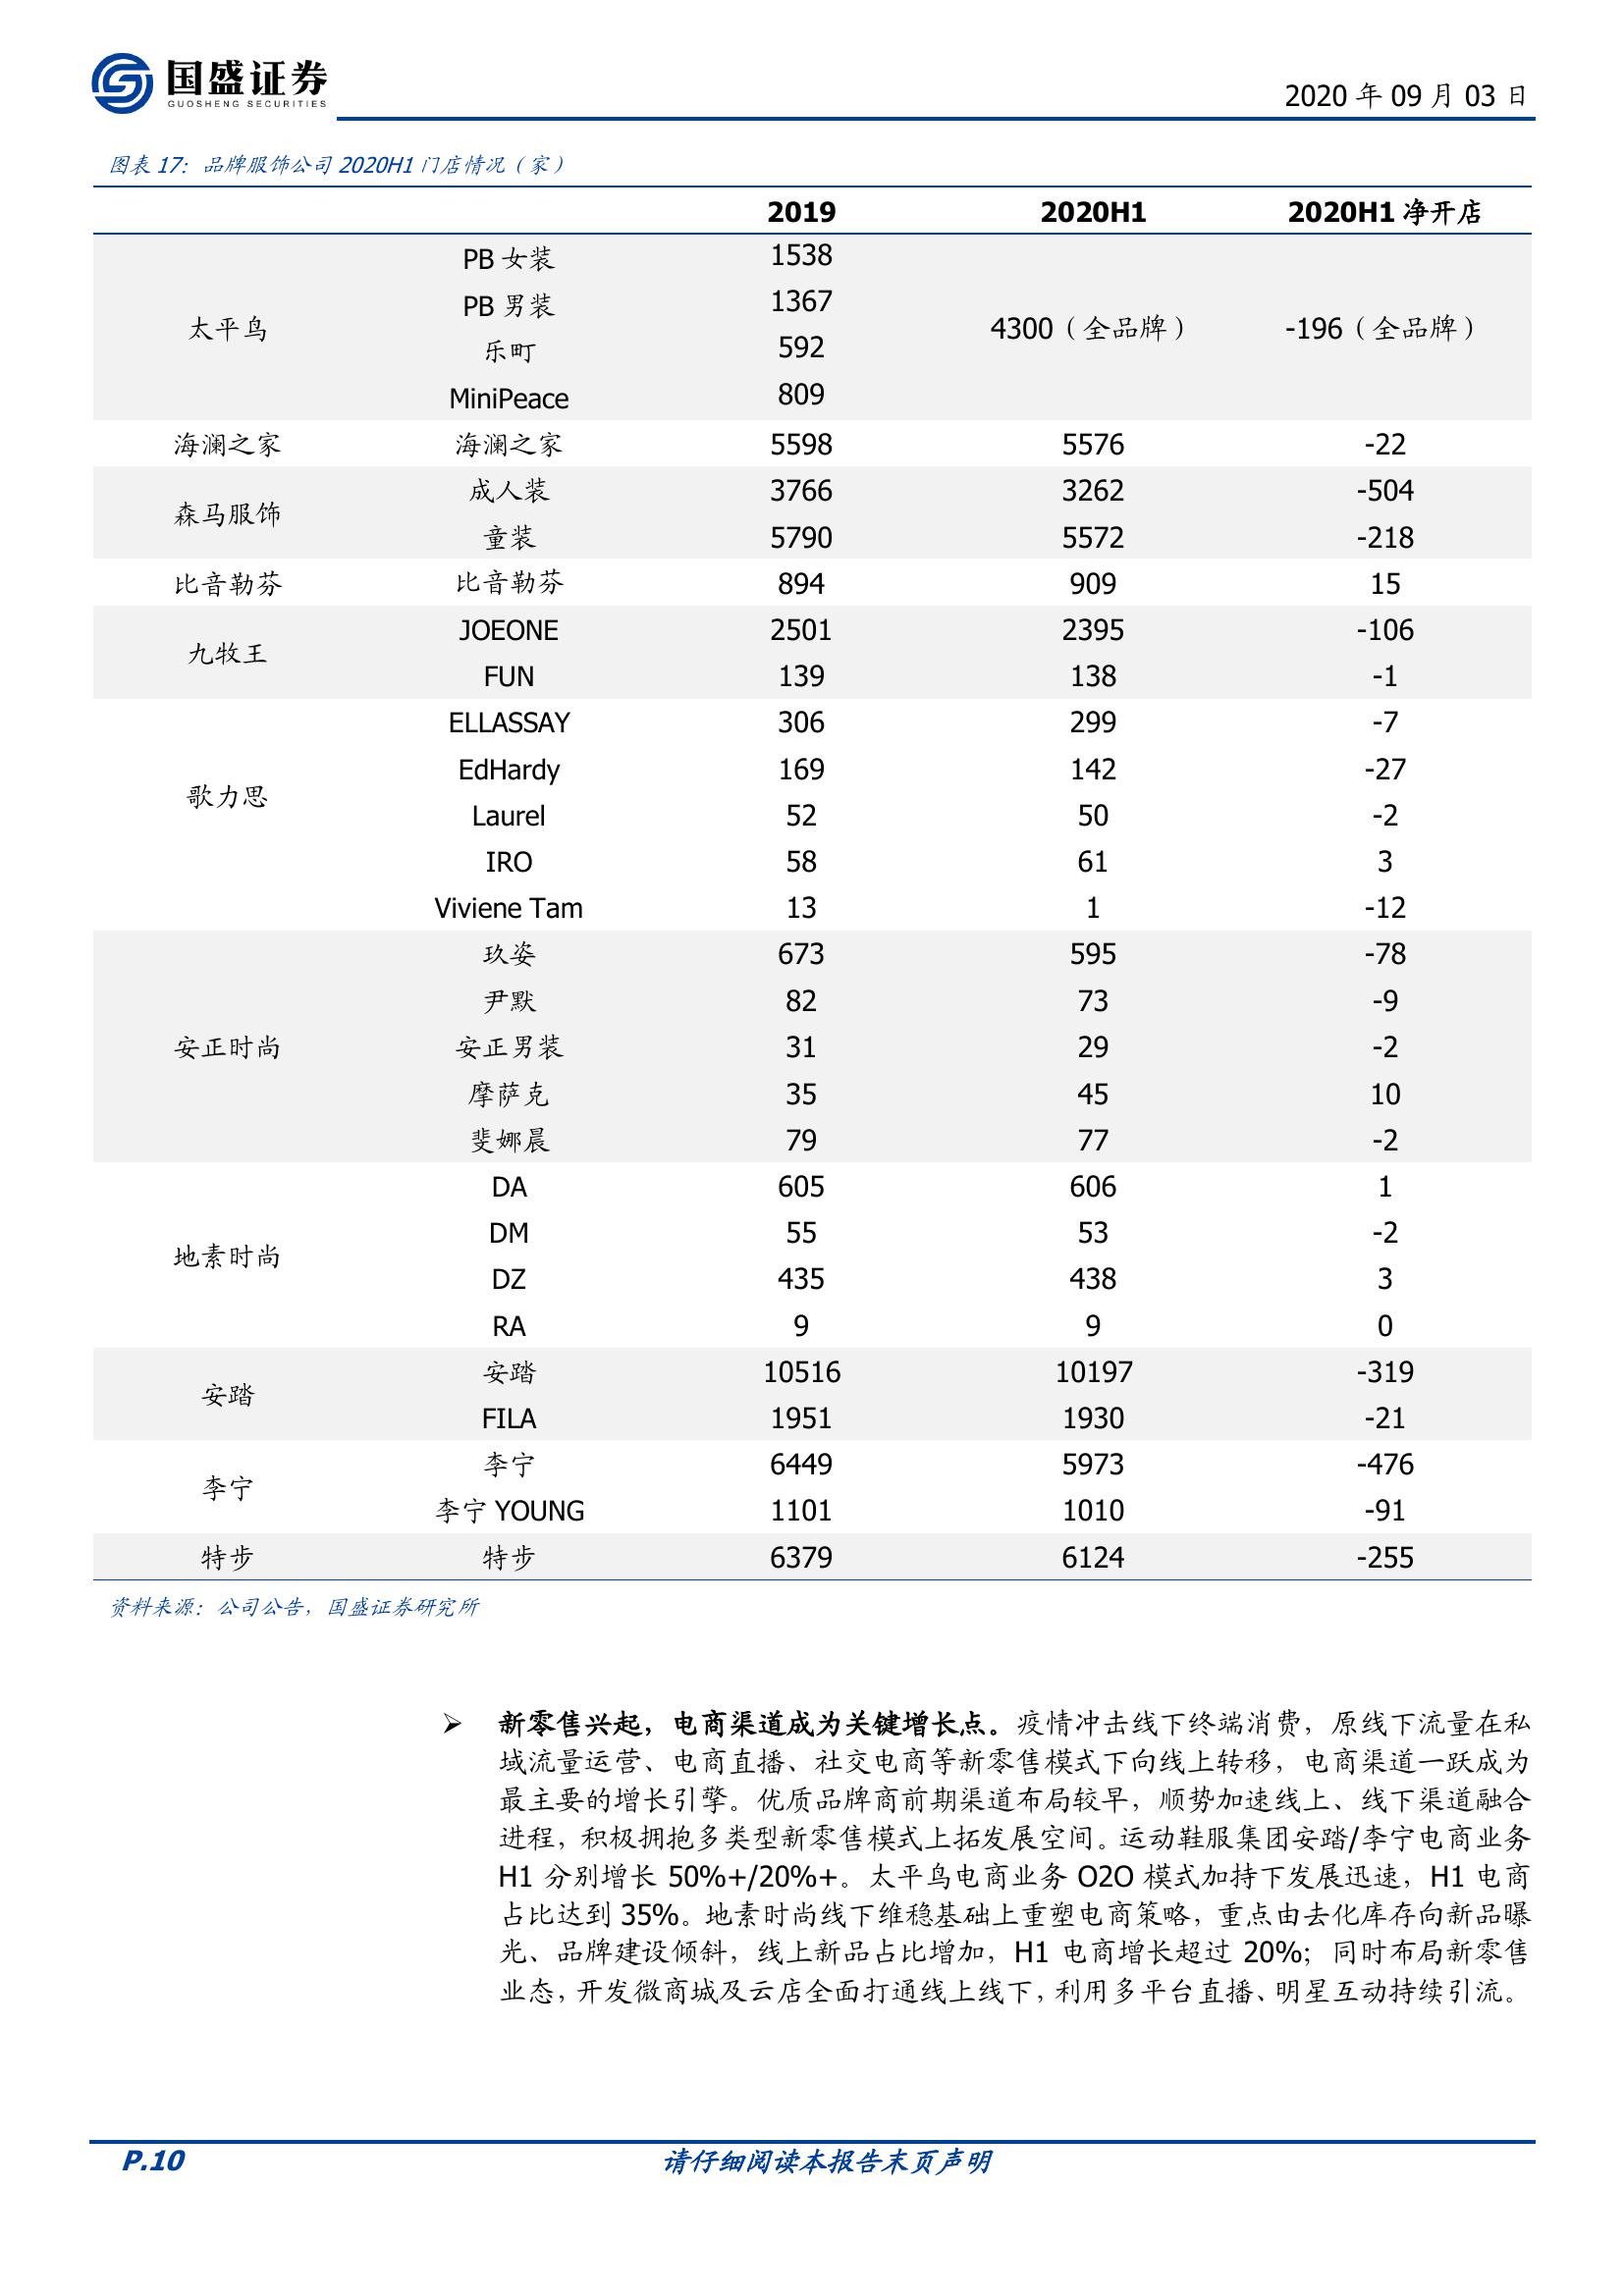 国盛证券
GUOSHENG SECURITIES
2020 年 09 月 03 日
图表 17：品牌服饰公司 2020H1 门店情况（家）
2019 2020H1 2020H1 净开店
太平鸟 PB 女装 1538 4300（全品牌） -196（全品牌）
PB 男装 1367
乐町 592
MiniPeace 809
海澜之家 海澜之家 5598 5576 -22
森马服饰 成人装 3766 3262 -504
童装 5790 5572 -218
比音勒芬 比音勒芬 894 909 15
九牧王 JOEONE 2501 2395 -106
FUN 139 138 -1
歌力思 ELLASSAY 306 299 -7
EdHardy 169 142 -27
Laurel 52 50 -2
IRO 58 61 3
Viviene Tam 13 1 -12
安正时尚 玖姿 673 595 -78
尹默 82 73 -9
安正男装 31 29 -2
摩萨克 35 45 10
斐娜晨 79 77 -2
地素时尚 DA 605 606 1
DM 55 53 -2
DZ 435 438 3
RA 9 9 0
安踏 安踏 10516 10197 -319
FILA 1951 1930 -21
李宁 李宁 6449 5973 -476
李宁 YOUNG 1101 1010 -91
特步 特步 6379 6124 -255
资料来源：公司公告，国盛证券研究所
➢ 新零售兴起，电商渠道成为关键增长点。疫情冲击线下终端消费，原线下流量在私
域流量运营、电商直播、社交电商等新零售模式下向线上转移，电商渠道一跃成为
最主要的增长引擎。优质品牌商前期渠道布局较早，顺势加速线上、线下渠道融合
进程，积极拥抱多类型新零售模式上拓发展空间。运动鞋服集团安踏/李宁电商业务
H1 分别增长 50%+/20%+。太平鸟电商业务 O2O 模式加持下发展迅速，H1 电商
占比达到 35%。地素时尚线下维稳基础上重塑电商策略，重点由去化库存向新品曝
光、品牌建设倾斜，线上新品占比增加，H1 电商增长超过 20%；同时布局新零售
业态，开发微商城及云店全面打通线上线下，利用多平台直播、明星互动持续引流。
P.10 请仔细阅读本报告末页声明